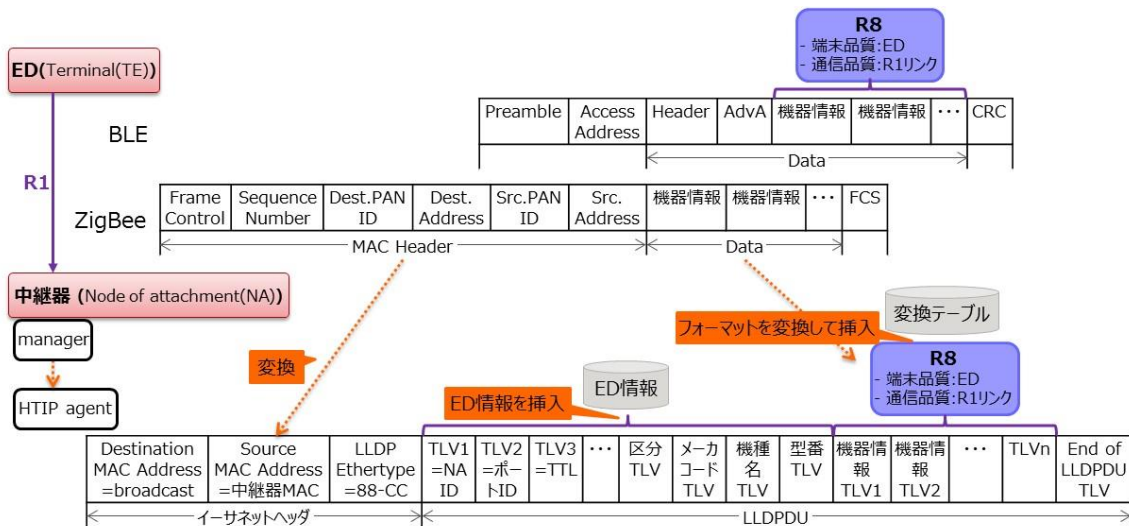 R8
- 端末品質:ED
- 通信品質:R1リンク
ED(Terminal(TE))
BLE
Preamble
Access
Address
Header
AdvA
機器情報
機器情報
…
CRC
Data
R1
ZigBee
Frame
Control
Sequence
Number
Dest.PAN
ID
Dest.
Address
Src.PAN
ID
Src.
Address
機器情報
機器情報
…
FCS
MAC Header
Data
中継器 (Node of attachment(NA))
manager
HTIP agent
変換
フォーマットを変換して挿入
変換テーブル
R8
- 端末品質:ED
- 通信品質:R1リンク
ED情報
ED情報を挿入
Destination
MAC Address
=broadcast
Source
MAC Address
=中継器MAC
LLDP
Ethertype
=88-CC
TLV1
=NA
ID
TLV2
=ポー
トID
TLV3
=TTL
…
区分
TLV
メーカ
コード
TLV
機種
名
TLV
型番
TLV
機器情
報
TLV1
機器情
報
TLV2
…
TLVn
End of
LLDPDU
TLV
イーサネットヘッダ
LLDPDU